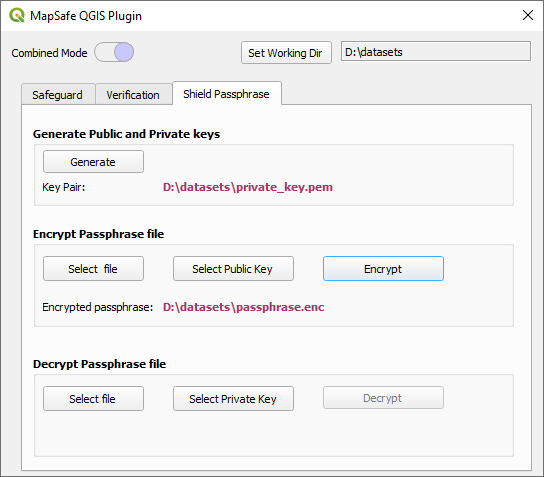 MapSafe QGIS Plugin
Combined Mode Set Working Dir D:\datasets
Safeguard Verification Shield Passphrase
Generate Public and Private keys
Generate
Key Pair: D:\datasets\private_key.pem
Encrypt Passphrase file
Select file Select Public Key Encrypt
Encrypted passphrase: D:\datasets\passphrase.enc
Decrypt Passphrase file
Select file Select Private Key Decrypt